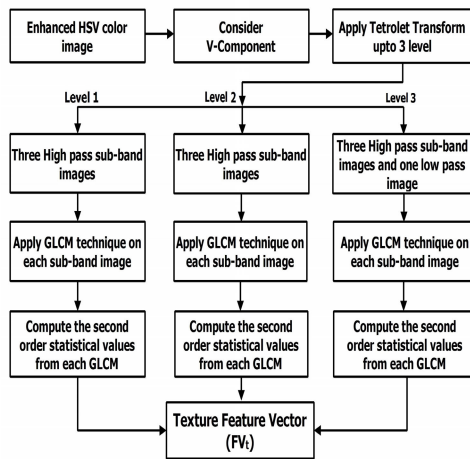 Enhanced HSV color
image
Consider
V-Component
Apply Tetrolet Transform
upto 3 level
Level 1
Level 2
Level 3
Three High pass sub-band
images
Three High pass sub-band
images
Three High pass sub-band
images and one low pass
image
Apply GLCM technique on
each sub-band image
Apply GLCM technique on
each sub-band image
Apply GLCM technique on
each sub-band image
Compute the second
order statistical values
from each GLCM
Compute the second
order statistical values
from each GLCM
Compute the second
order statistical values
from each GLCM
Texture Feature Vector
(FVt)